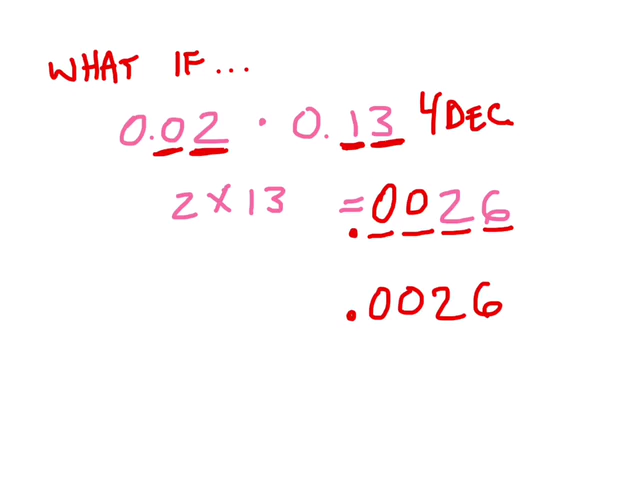 WHAT IF...
0.02 · 0.13 4 DEC
2 x 13 = .0026
.0026